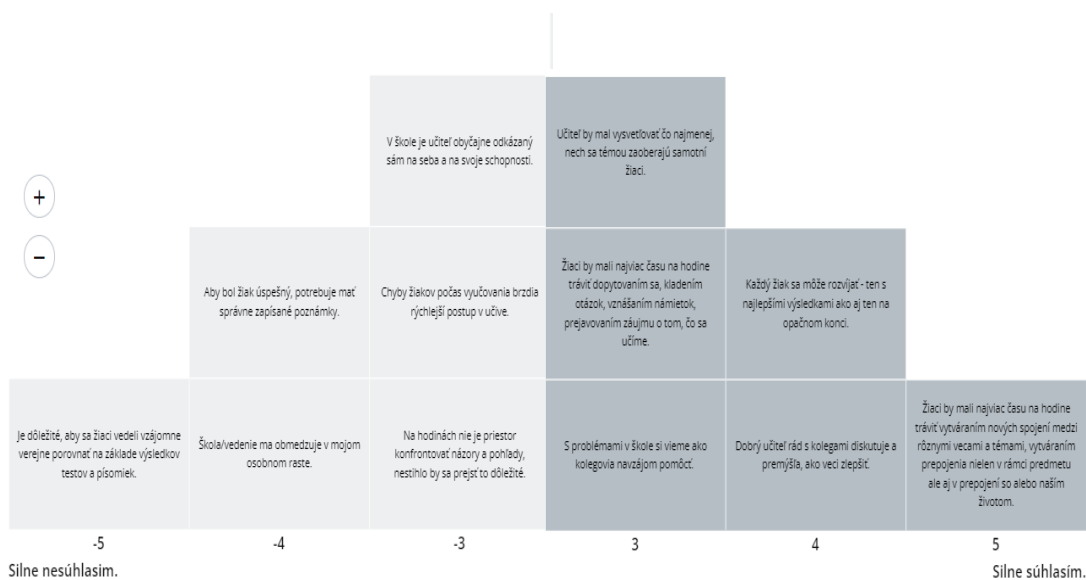 V škole je učiteľ obyčajne odkázaný
sám na seba a na svoje schopnosti.
Učiteľ by mal vysvetľovať čo najmenej,
nech sa témou zaoberajú samotní
žiaci.
+
−
Aby bol žiak úspešný, potrebuje mať
správne zapísané poznámky.
Chyby žiakov počas vyučovania brzdia
rýchlejší postup v učive.
Žiaci by mali najviac času na hodine
tráviť dopytovaním sa, kladením
otázok, vznášaním námietok,
prejavovaním záujmu o tom, čo sa
učíme.
Každý žiak sa môže rozvíjať - ten s
najlepšími výsledkami ako aj ten na
opačnom konci.
Je dôležité, aby sa žiaci vedeli vzájomne
verejne porovnať na základe výsledkov
testov a písomiek.
Škola/vedenie ma obmedzuje v mojom
osobnom raste.
Na hodinách nie je priestor
konfrontovať názory a pohľady,
nestihlo by sa prejsť to dôležité.
S problémami v škole si vieme ako
kolegovia navzájom pomôcť.
Dobrý učiteľ rád s kolegami diskutuje a
premýšľa, ako veci zlepšiť.
Žiaci by mali najviac času na hodine
tráviť vytváraním nových spojení medzi
rôznymi vecami a témami, vytváraním
prepojenia nielen v rámci predmetu
ale aj v prepojení so alebo naším
životom.
-5
-4
-3
3
4
5
Silne nesúhlasim.
Silne súhlasím.